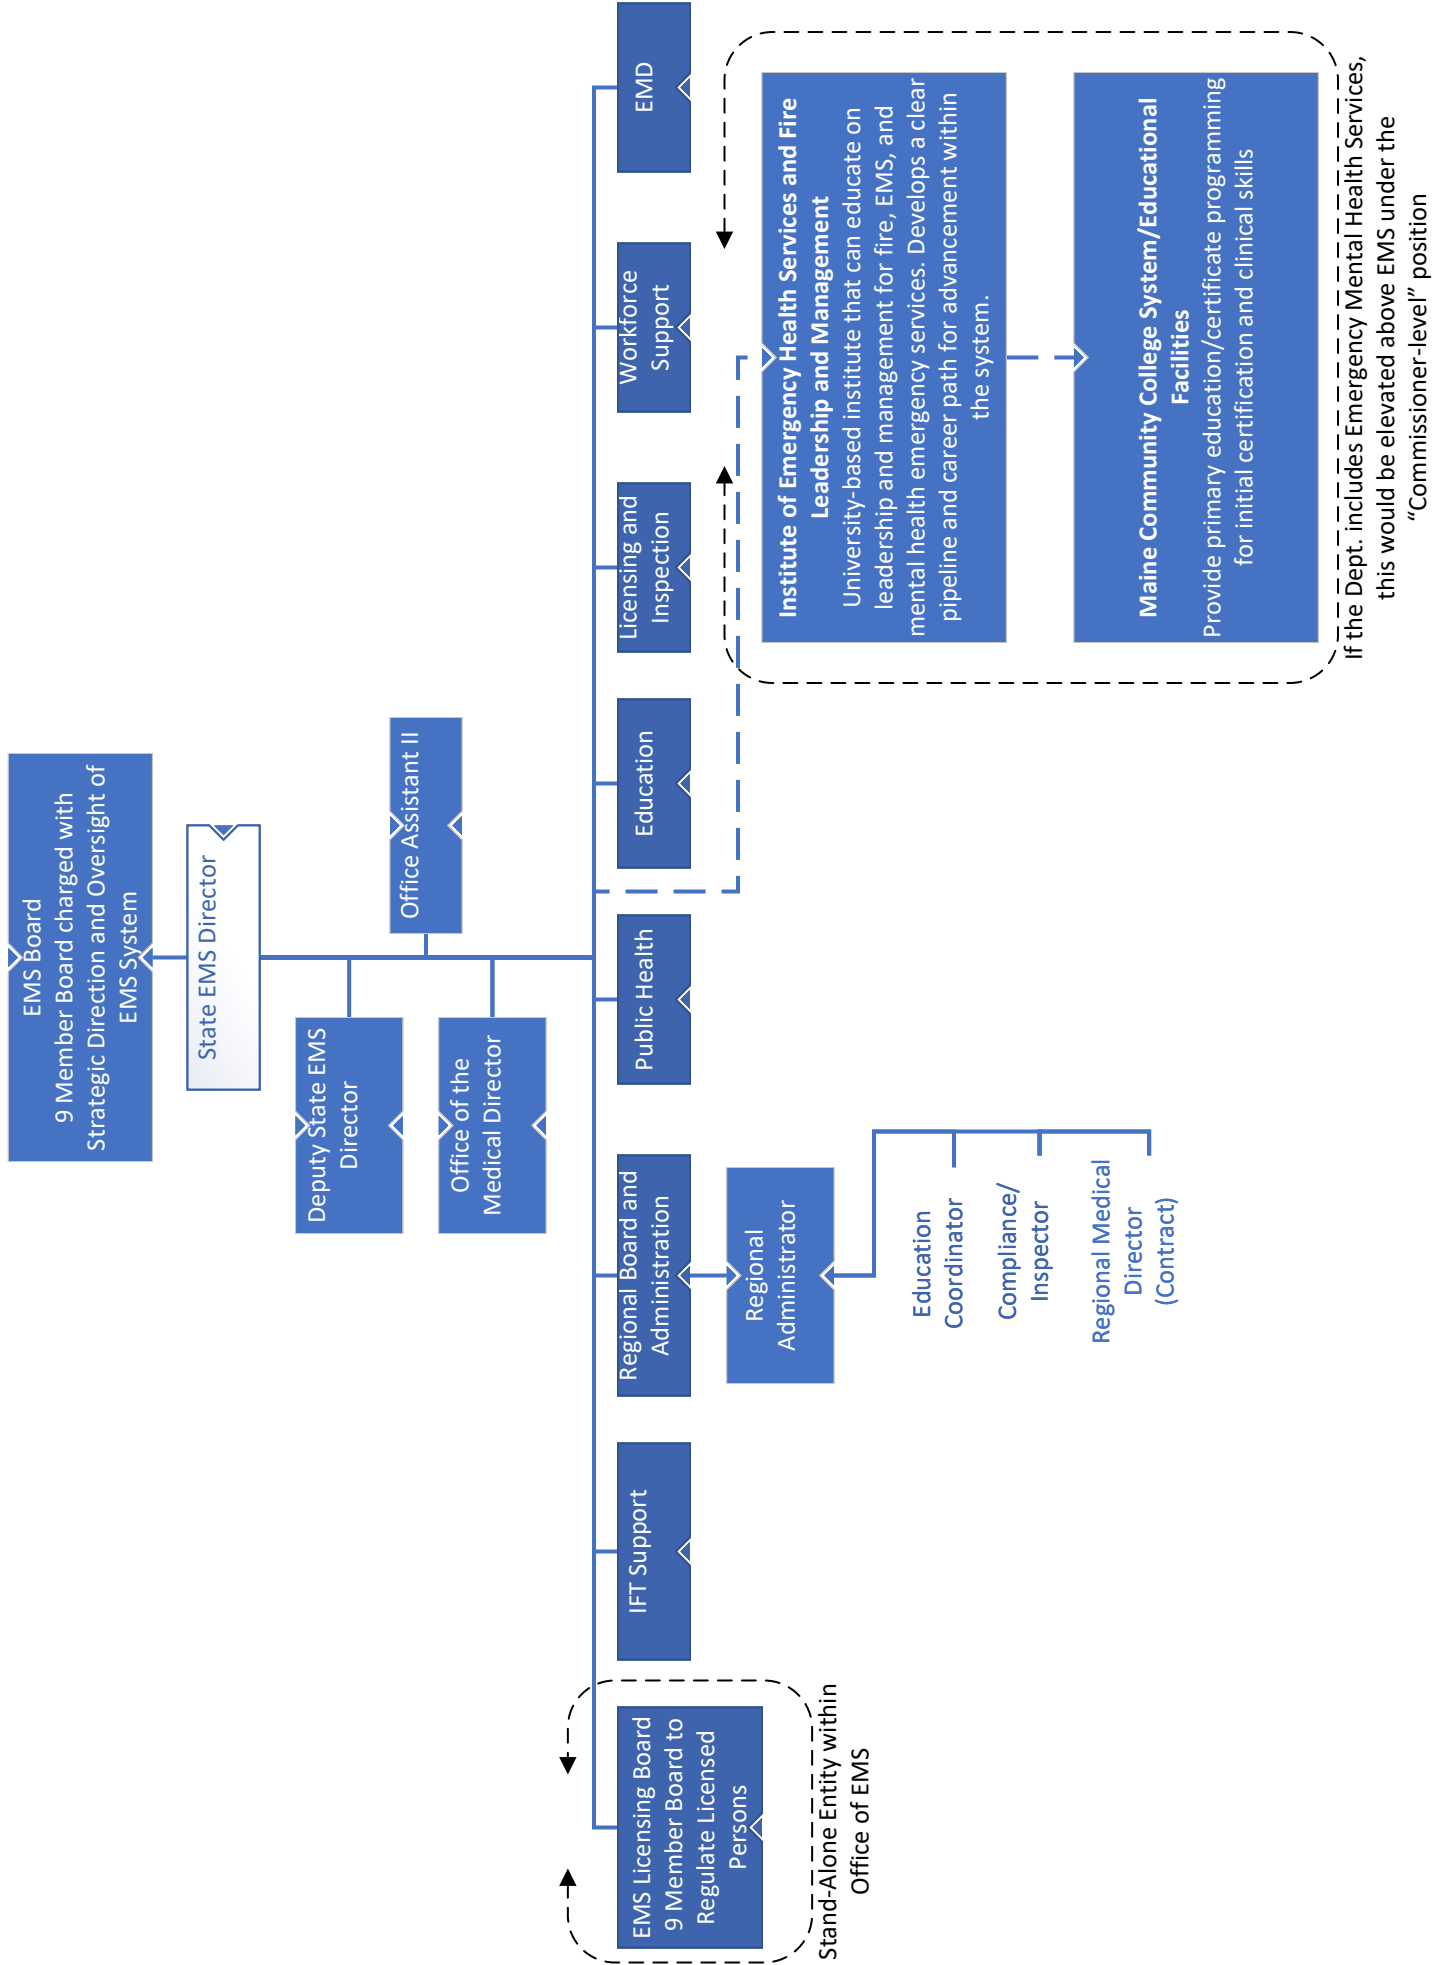 EMS Board
9 Member Board charged with
Strategic Direction and Oversight of
EMS System
State EMS Director
Deputy State EMS
Director
Office Assistant II
Office of the
Medical Director
EMS Licensing Board
9 Member Board to
Regulate Licensed
Persons
IFT Support
Regional Board and
Administration
Public Health
Education
Licensing and
Inspection
Workforce
Support
EMD
Stand-Alone Entity within
Office of EMS
Regional
Administrator
Education
Coordinator
Compliance/
Inspector
Regional Medical
Director
(Contract)
Institute of Emergency Health Services and Fire
Leadership and Management
University-based institute that can educate on
leadership and management for fire, EMS, and
mental health emergency services. Develops a clear
pipeline and career path for advancement within
the system.
Maine Community College System/Educational
Facilities
Provide primary education/certificate programming
for initial certification and clinical skills
If the Dept. includes Emergency Mental Health Services,
this would be elevated above EMS under the
“Commissioner-level” position